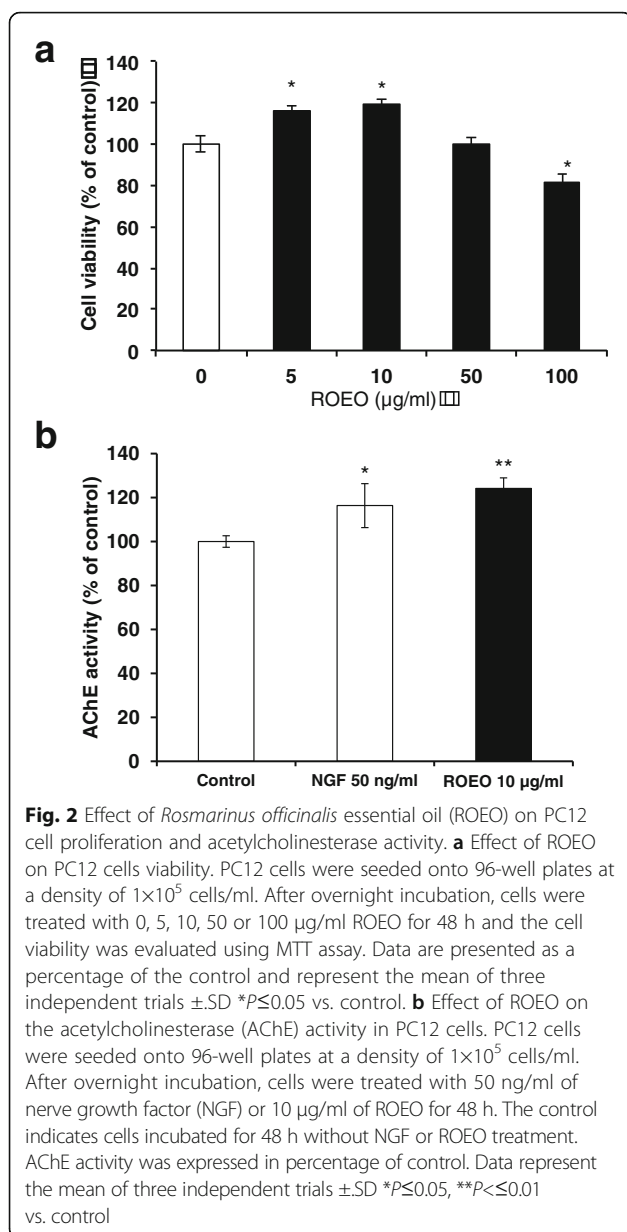 a
Cell viability (% of control)
140
120
100
80
60
40
20
0
*
*
*
0 5 10 50 100
ROEO (µg/ml)
b
AChE activity (% of control)
140
120
100
80
60
40
20
0
*
**
Control NGF 50 ng/ml ROEO 10 µg/ml
Fig. 2 Effect of Rosmarinus officinalis essential oil (ROEO) on PC12
cell proliferation and acetylcholinesterase activity. a Effect of ROEO
on PC12 cells viability. PC12 cells were seeded onto 96-well plates at
a density of 1×10⁵ cells/ml. After overnight incubation, cells were
treated with 0, 5, 10, 50 or 100 µg/ml ROEO for 48 h and the cell
viability was evaluated using MTT assay. Data are presented as a
percentage of the control and represent the mean of three
independent trials ±.SD *P≤0.05 vs. control. b Effect of ROEO on
the acetylcholinesterase (AChE) activity in PC12 cells. PC12 cells
were seeded onto 96-well plates at a density of 1×10⁵ cells/ml.
After overnight incubation, cells were treated with 50 ng/ml of
nerve growth factor (NGF) or 10 µg/ml of ROEO for 48 h. The control
indicates cells incubated for 48 h without NGF or ROEO treatment.
AChE activity was expressed in percentage of control. Data represent
the mean of three independent trials ±.SD *P≤0.05, **P<≤0.01
vs. control